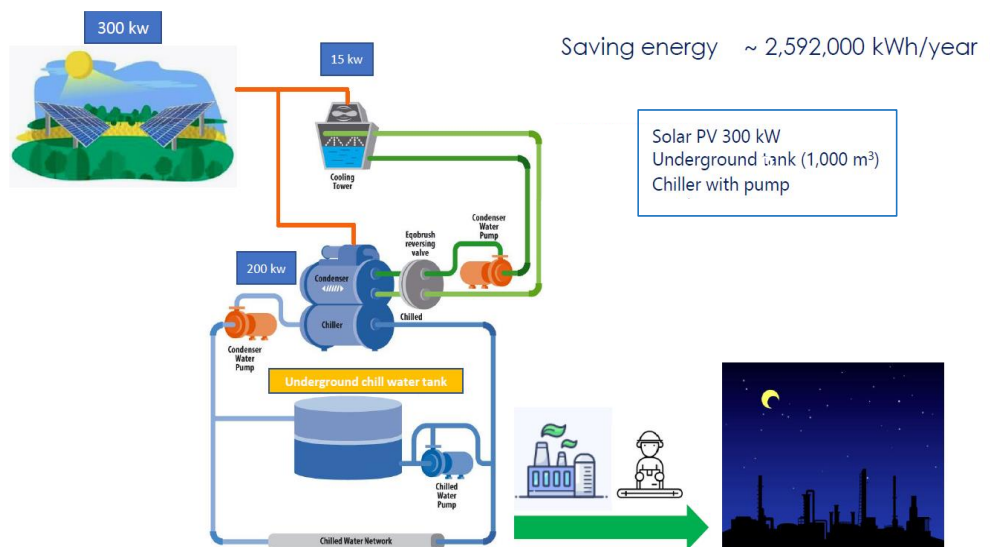 300 kw
Saving energy ~ 2,592,000 kWh/year
15 kw
Solar PV 300 kW
Underground tank (1,000 m³)
Chiller with pump
Cooling
Tower
Condenser
Water
Pump
Eqobrush
reversing
valve
200 kw
Condenser
Chilled
Chiller
Condenser
Water
Pump
Underground chill water tank
Chilled
Water
Pump
Chilled Water Network